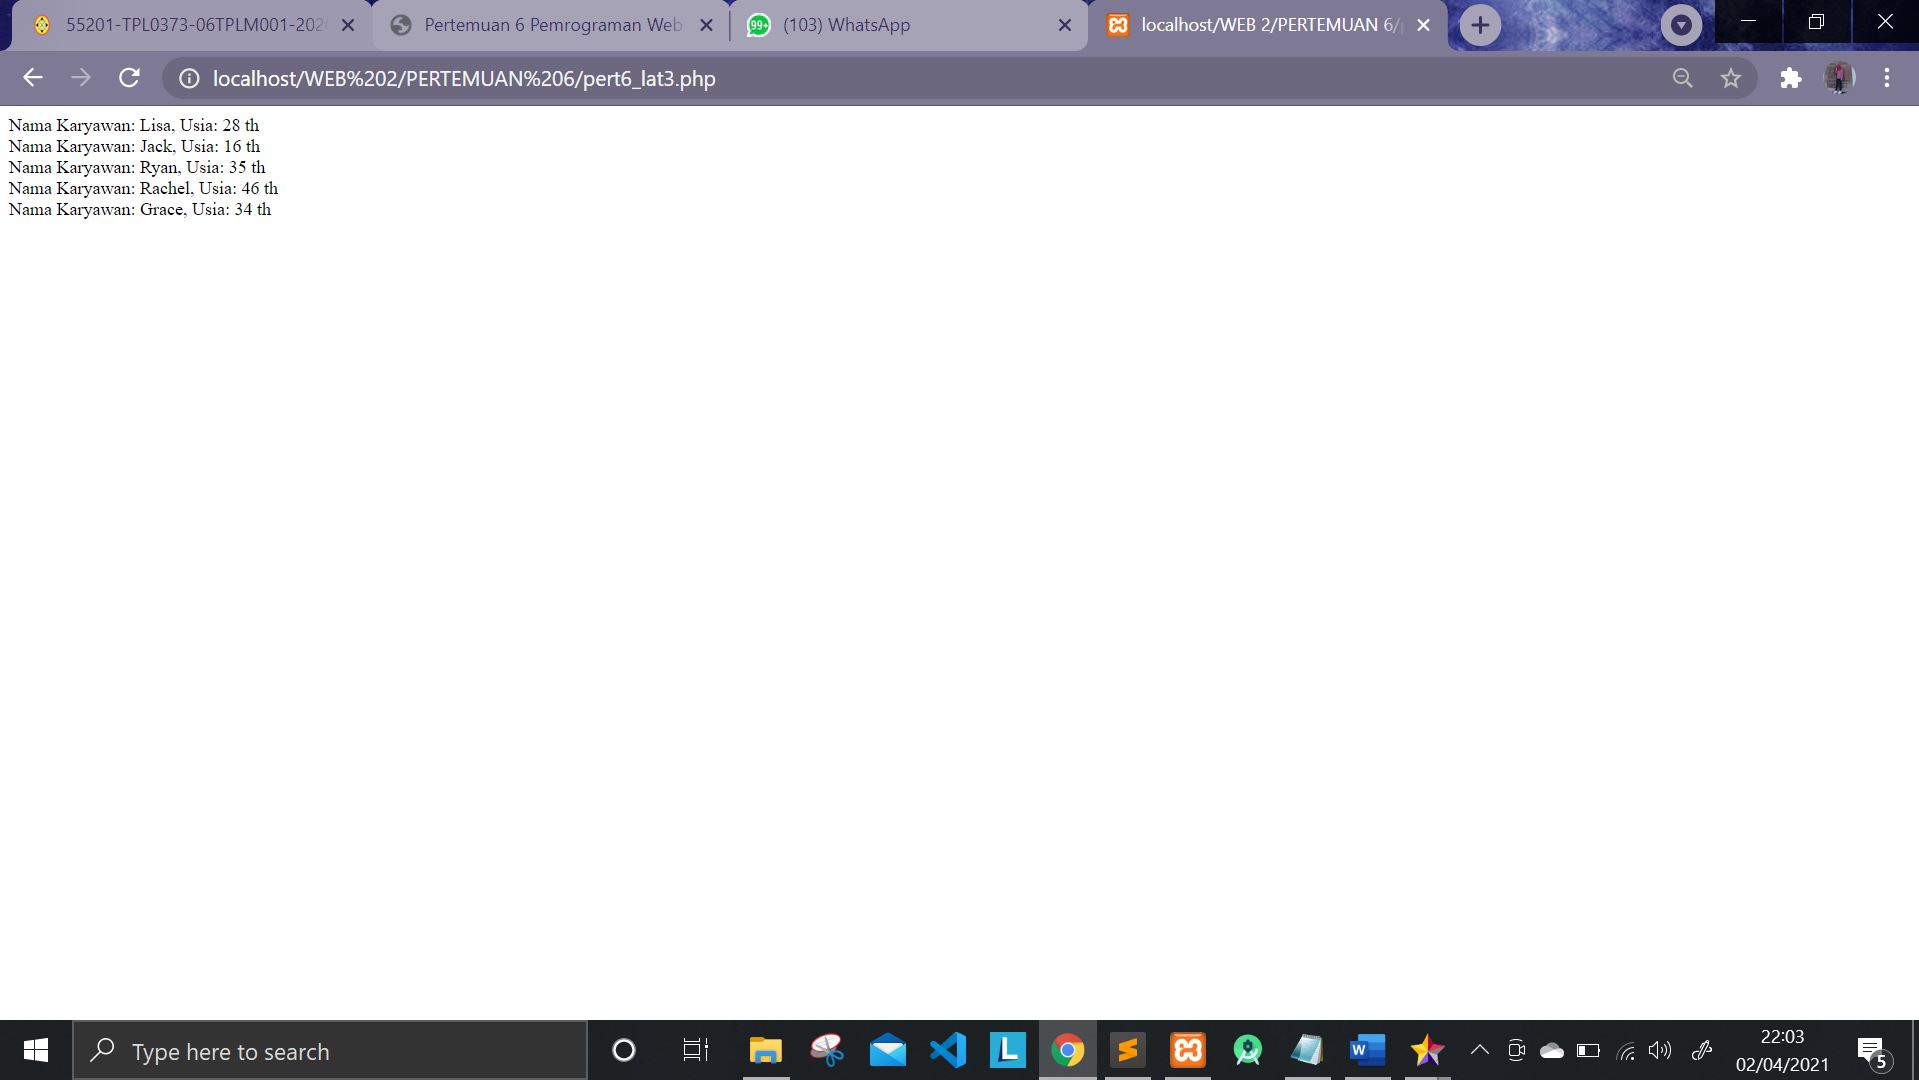 55201-TPL0373-06TPLM001-202
Pertemuan 6 Pemrograman Web
99+
(103) WhatsApp
localhost/WEB 2/PERTEMUAN 6/
localhost/WEB%202/PERTEMUAN%206/pert6_lat3.php
Nama Karyawan: Lisa, Usia: 28 th
Nama Karyawan: Jack, Usia: 16 th
Nama Karyawan: Ryan, Usia: 35 th
Nama Karyawan: Rachel, Usia: 46 th
Nama Karyawan: Grace, Usia: 34 th
Type here to search
L
W
22:03
02/04/2021
5